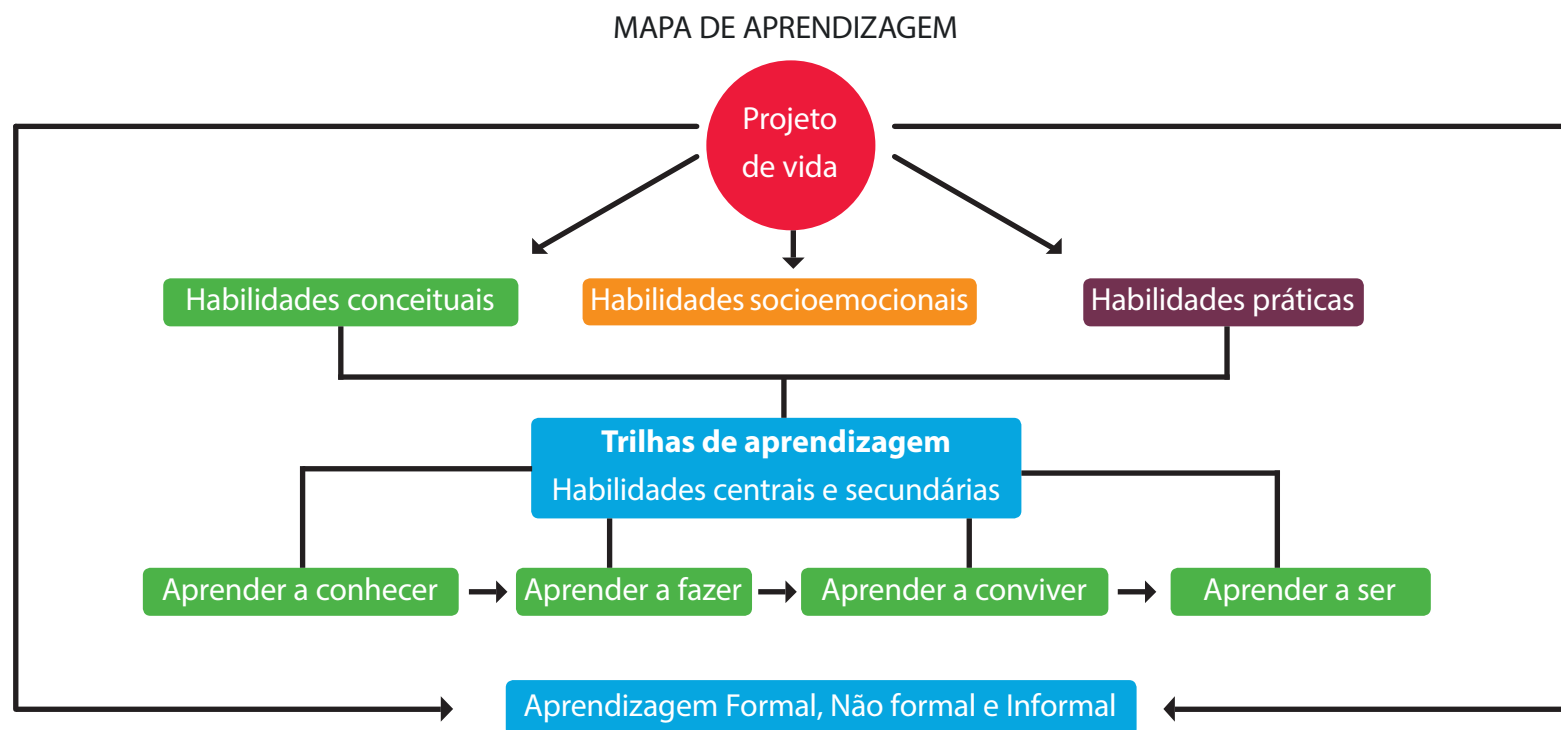 MAPA DE APRENDIZAGEM
Projeto
de vida
Habilidades conceituais
Habilidades socioemocionais
Habilidades práticas
Trilhas de aprendizagem
Habilidades centrais e secundárias
Aprender a conhecer
Aprender a fazer
Aprender a conviver
Aprender a ser
Aprendizagem Formal, Não formal e Informal